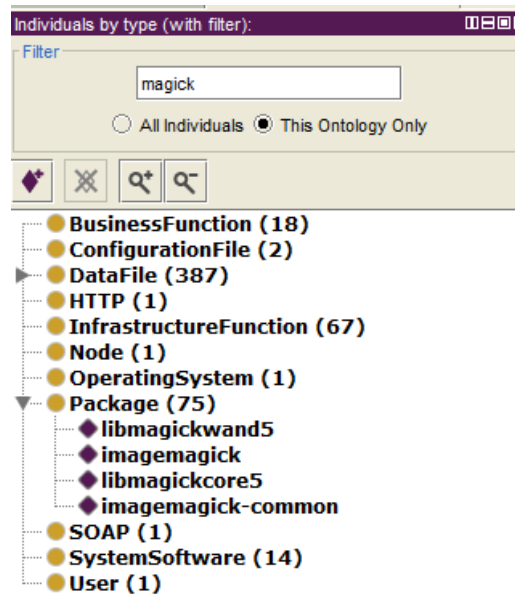 Individuals by type (with filter):
Filter
magick
All Individuals This Ontology Only
BusinessFunction (18)
ConfigurationFile (2)
DataFile (387)
HTTP (1)
InfrastructureFunction (67)
Node (1)
OperatingSystem (1)
Package (75)
libmagickwand5
imagemagick
libmagickcore5
imagemagick-common
SOAP (1)
SystemSoftware (14)
User (1)